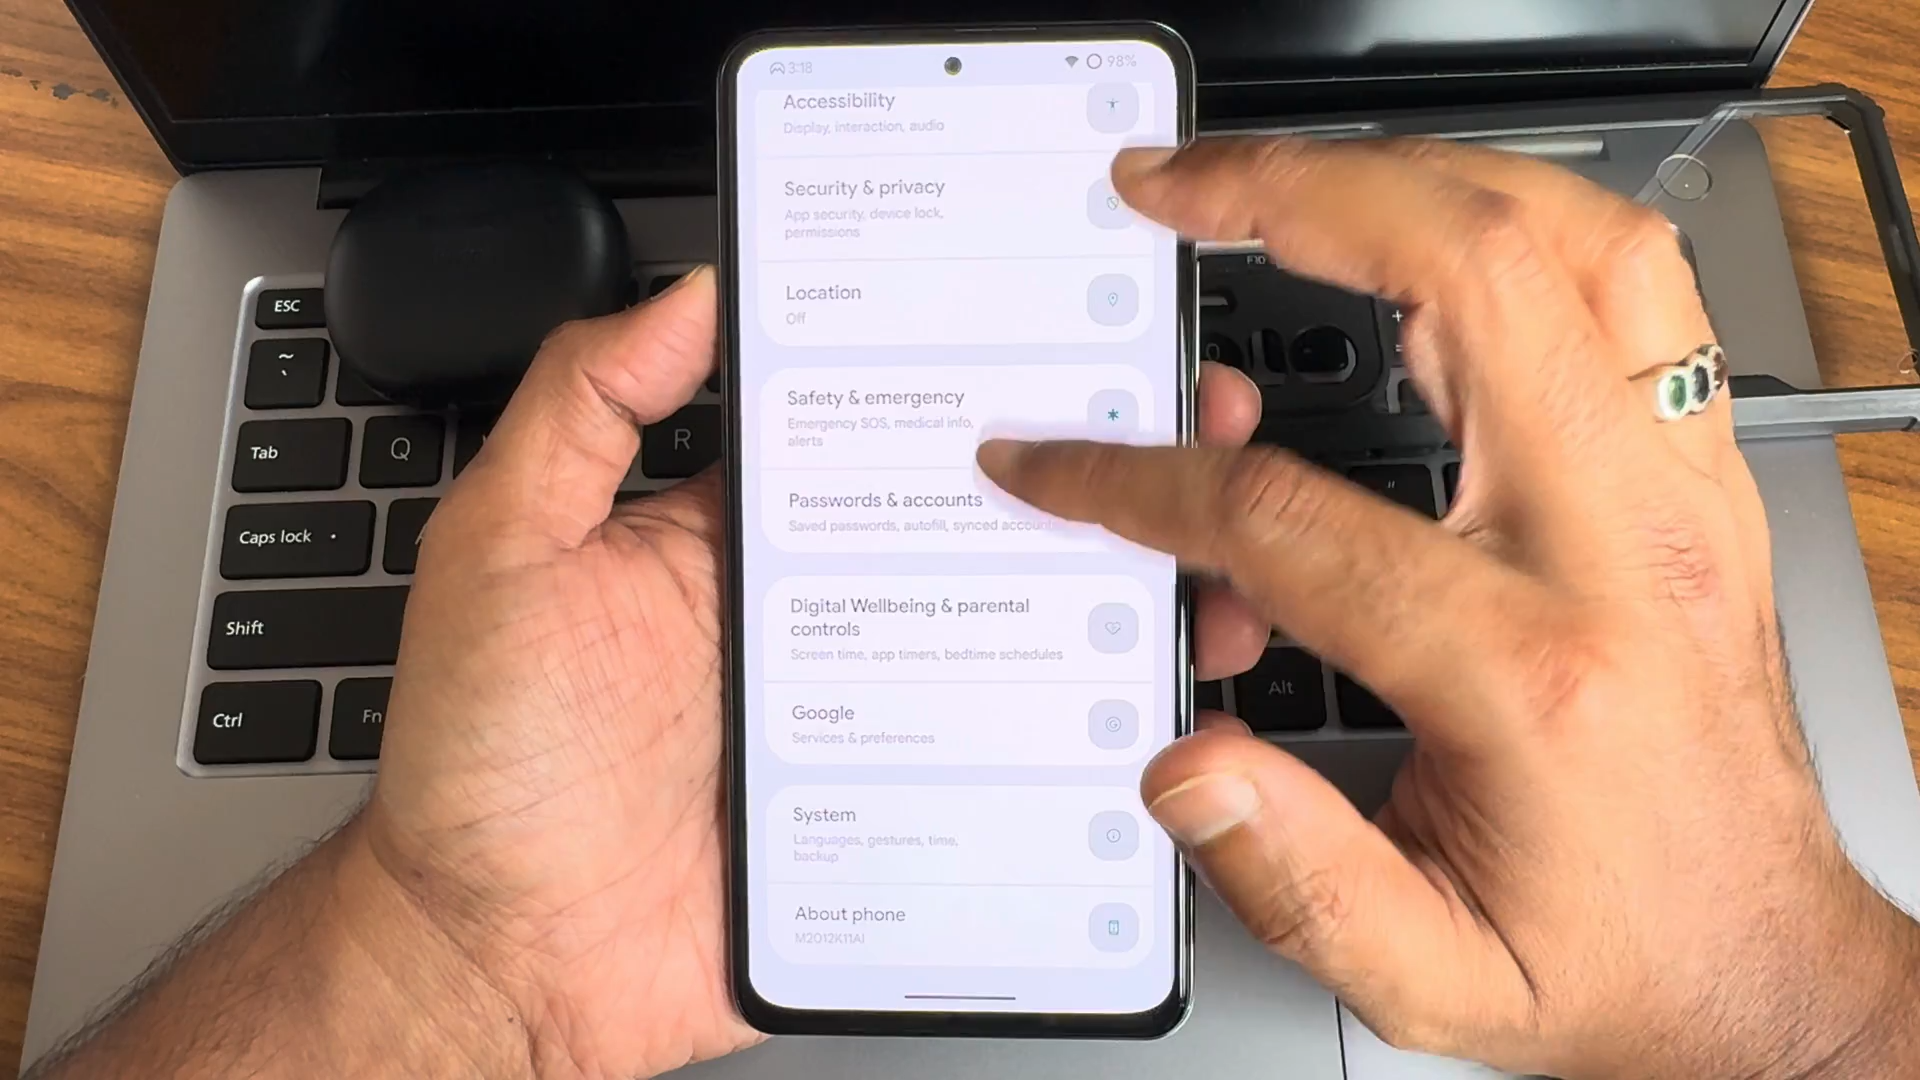 3:18
98%
Accessibility
Display, interaction, audio
Security & privacy
App security, device lock,
permissions
Location
Off
Safety & emergency
Emergency SOS, medical info,
alerts
Passwords & accounts
Saved passwords, autofill, synced accounts
Digital Wellbeing & parental
controls
Screen time, app timers, bedtime schedules
Google
Services & preferences
System
Languages, gestures, time,
backup
About phone
M2012K11AI
ESC
~
Tab
Q
R
Caps lock
Shift
Ctrl
Fn
F10
+
"
Alt